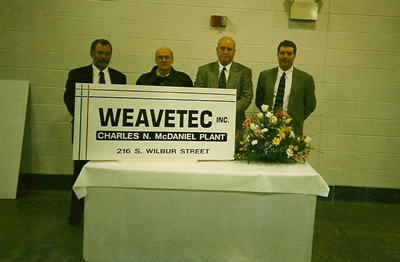 WEAVETEC INC.
CHARLES N. McDANIEL PLANT
216 S. WILBUR STREET